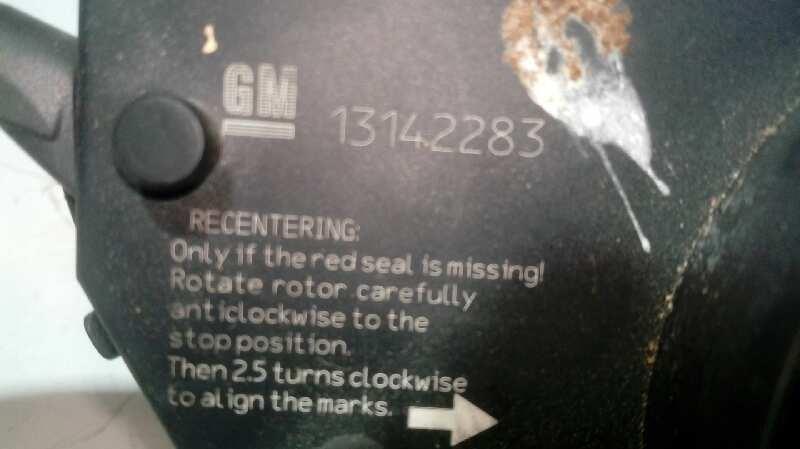 GM
13142283
RECENTERING:
Only if the red seal is missing!
Rotate rotor carefully
anticlockwise to the
stop position.
Then 2.5 turns clockwise
to align the marks.